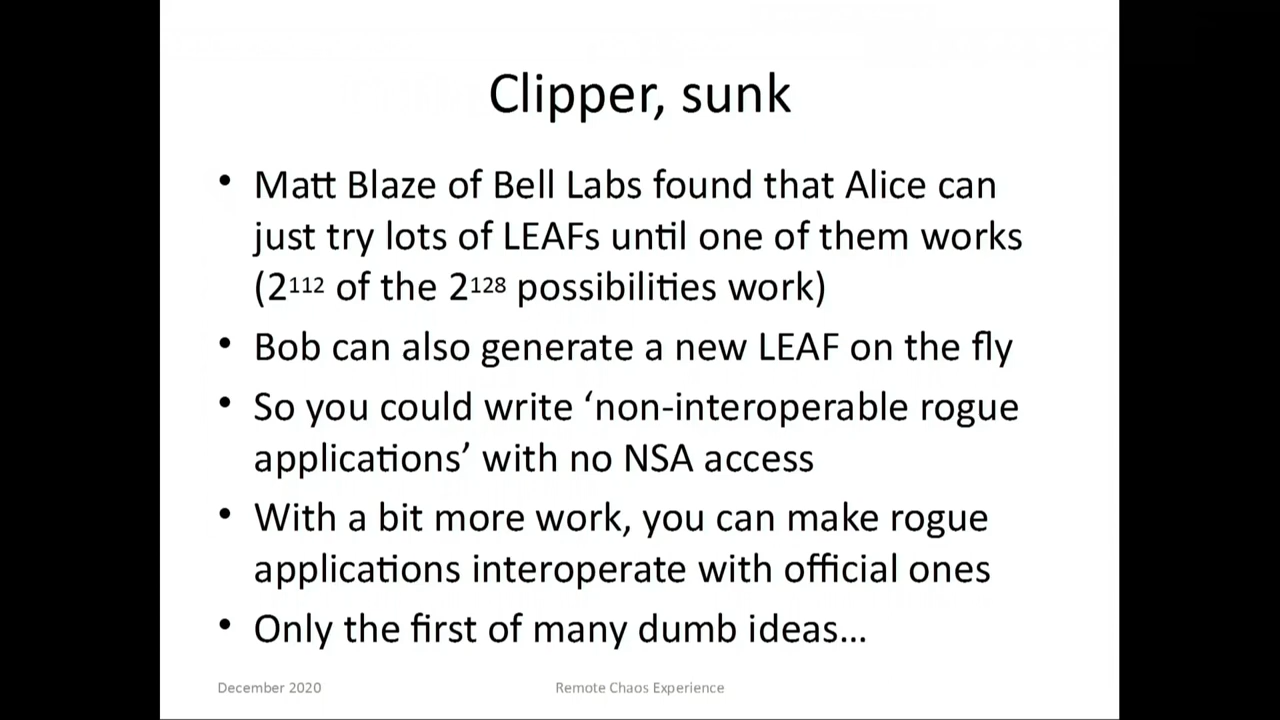 Clipper, sunk
• Matt Blaze of Bell Labs found that Alice can
just try lots of LEAFs until one of them works
(2¹¹² of the 2¹²⁸ possibilities work)
• Bob can also generate a new LEAF on the fly
• So you could write ‘non-interoperable rogue
applications’ with no NSA access
• With a bit more work, you can make rogue
applications interoperate with official ones
• Only the first of many dumb ideas…
December 2020
Remote Chaos Experience